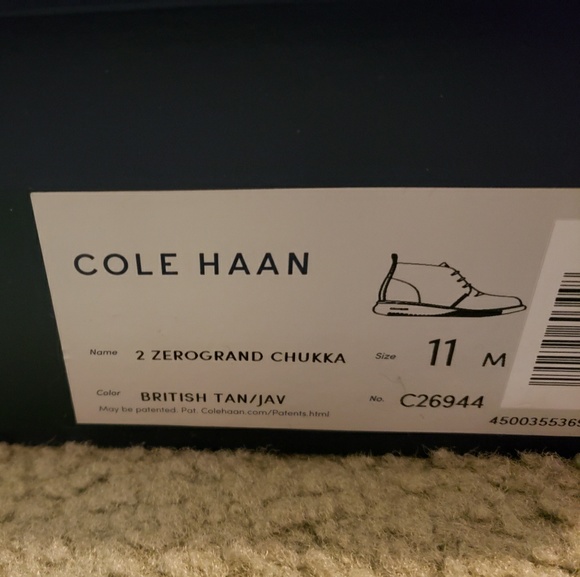 COLE HAAN
Name 2 ZEROGRAND CHUKKA Size 11 M
Color BRITISH TAN/JAV No. C26944
May be patented. Pat. Colehaan.com/Patents.html